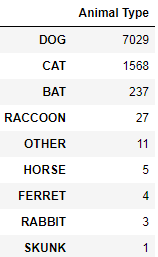 Animal Type
DOG 7029
CAT 1568
BAT 237
RACCOON 27
OTHER 11
HORSE 5
FERRET 4
RABBIT 3
SKUNK 1